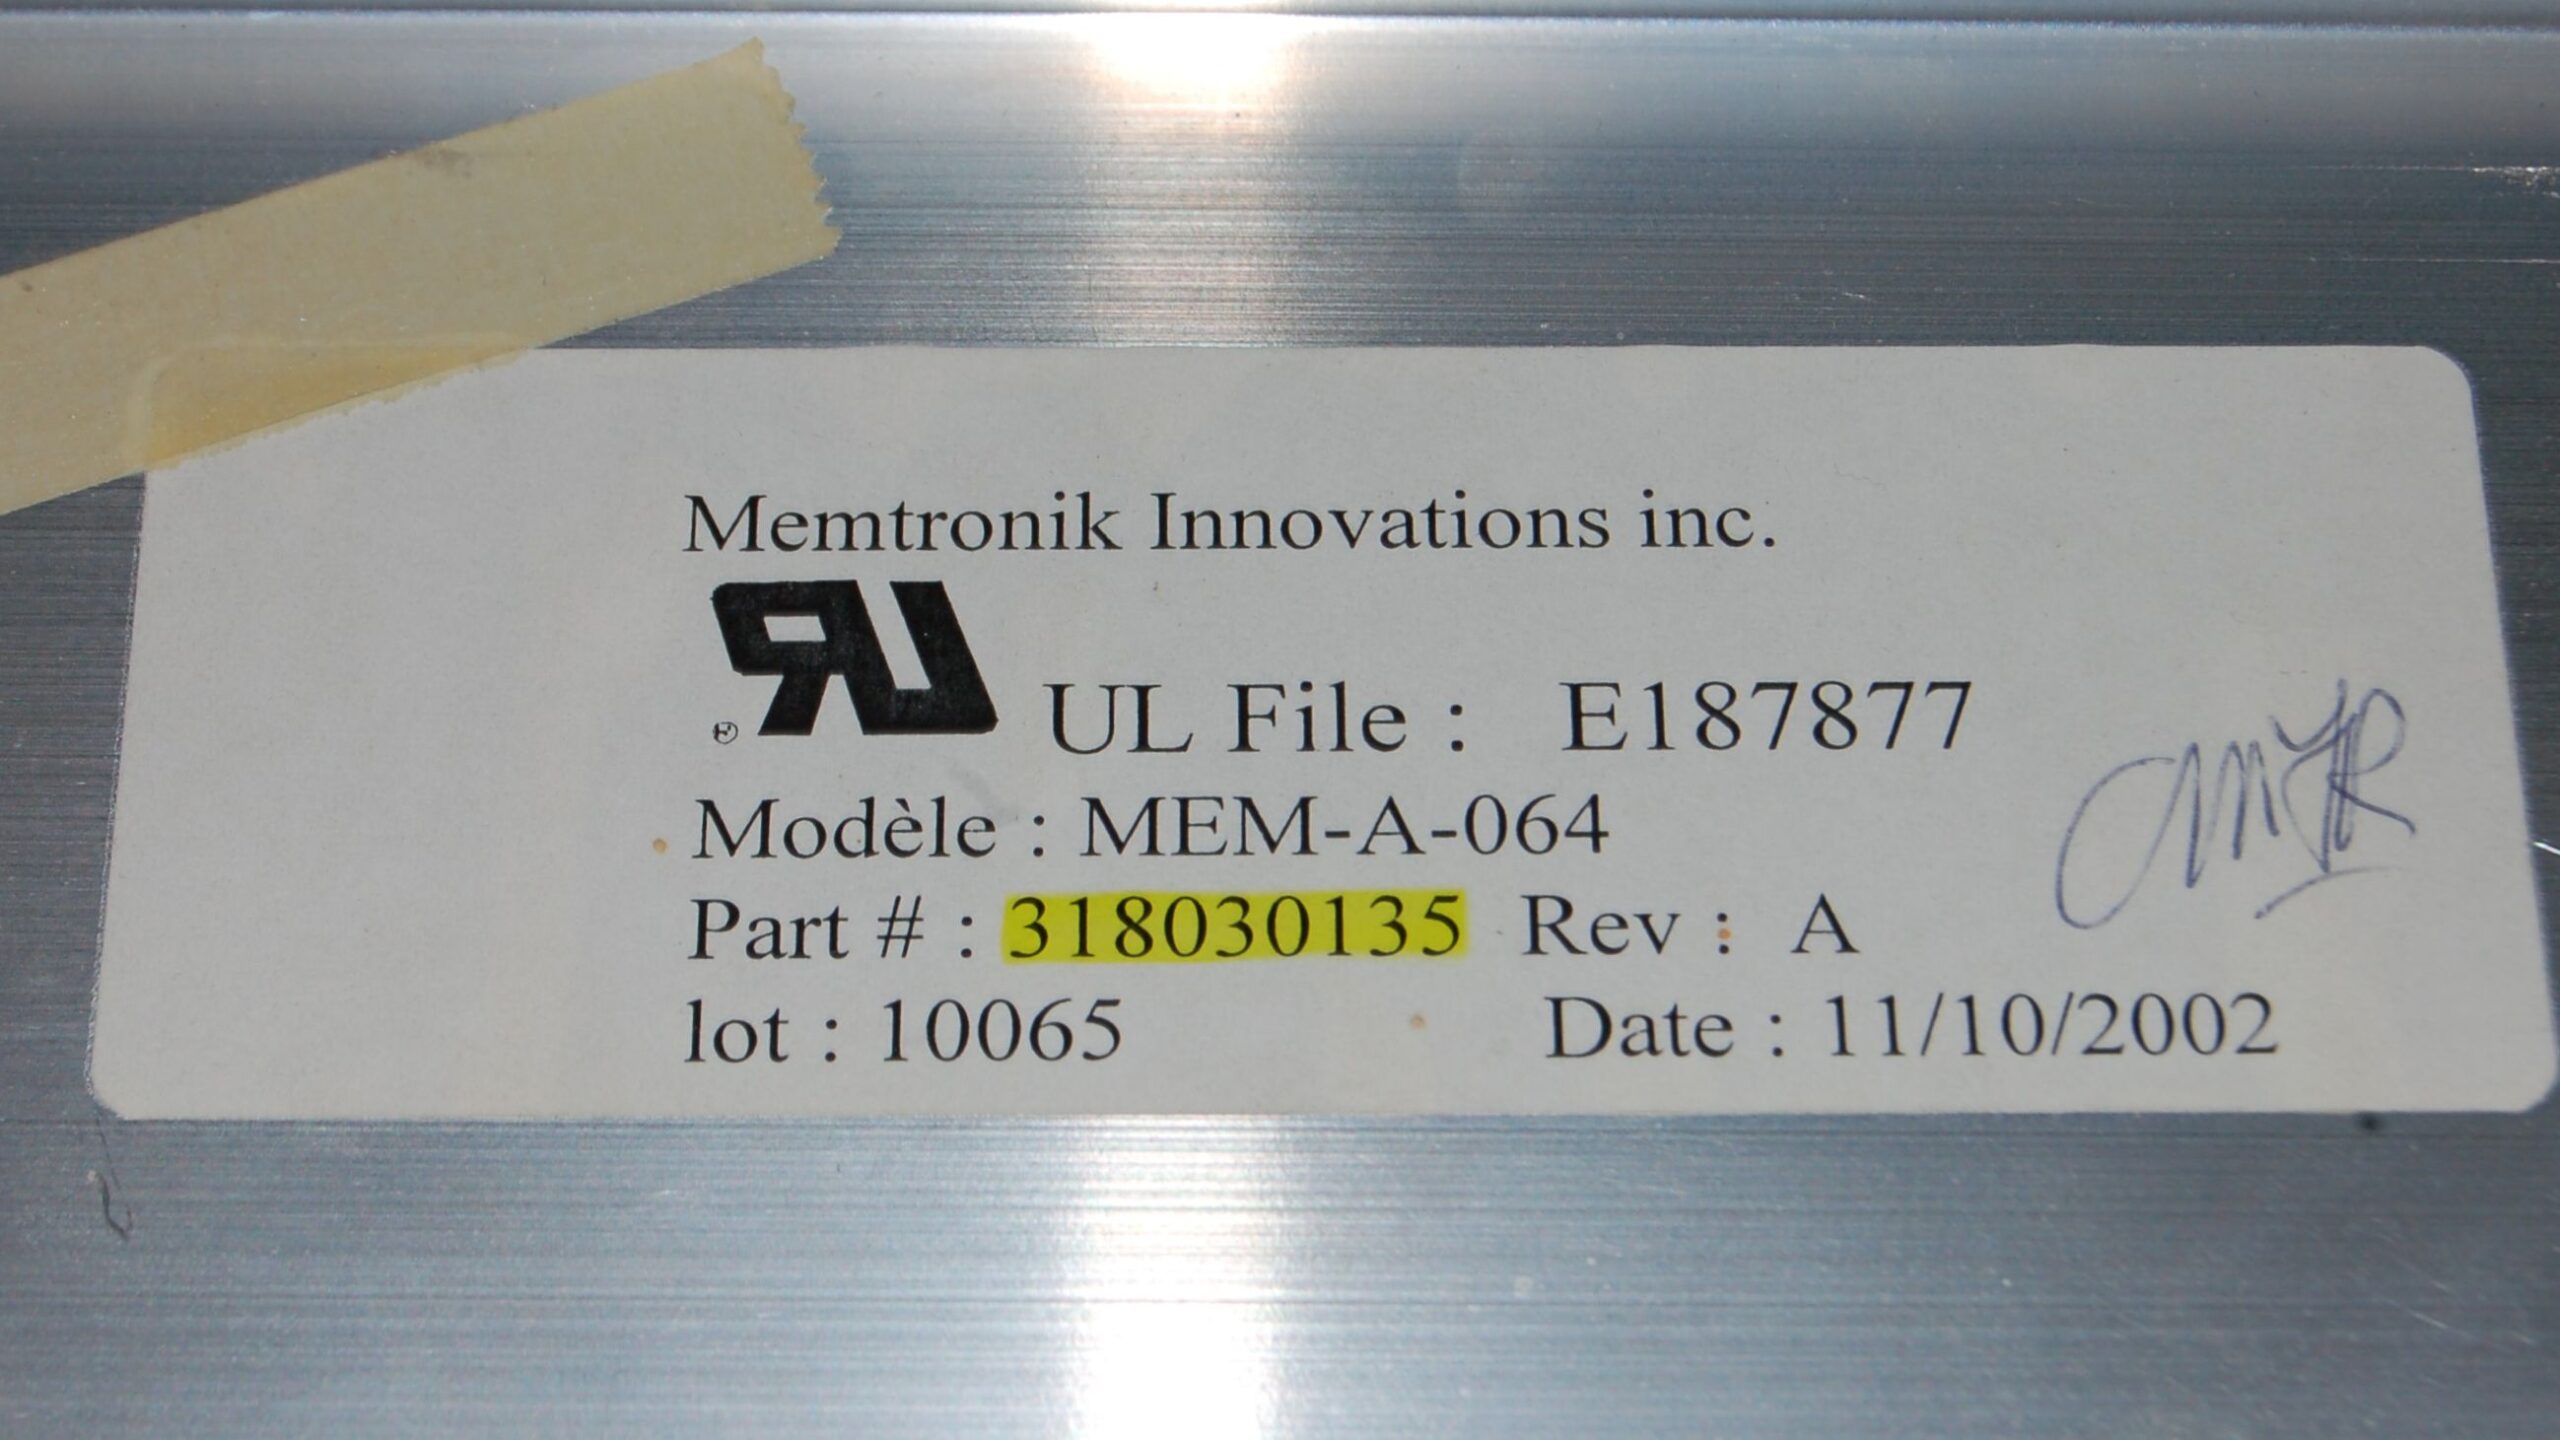 Memtronik Innovations inc.
UL File : E187877
Modèle : MEM-A-064
Part # : 318030135 Rev : A
lot : 10065 Date : 11/10/2002